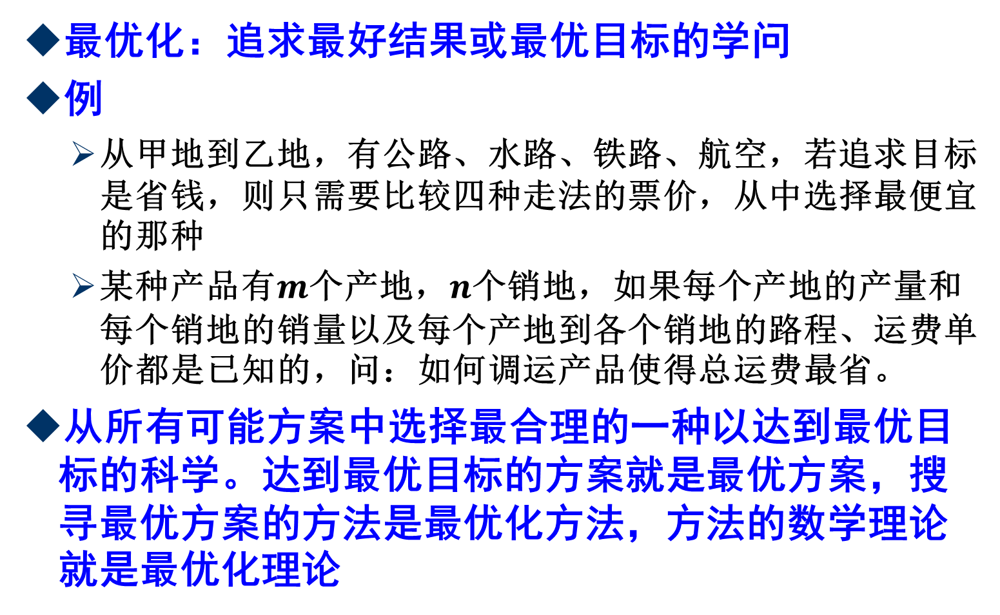 最优化：追求最好结果或最优目标的学问
例
从甲地到乙地，有公路、水路、铁路、航空，若追求目标
是省钱，则只需要比较四种走法的票价，从中选择最便宜
的那种
某种产品有m个产地，n个销地，如果每个产地的产量和
每个销地的销量以及每个产地到各个销地的路程、运费单
价都是已知的，问：如何调运产品使得总运费最省。
从所有可能方案中选择最合理的一种以达到最优目
标的科学。达到最优目标的方案就是最优方案，搜
寻最优方案的方法是最优化方法，方法的数学理论
就是最优化理论